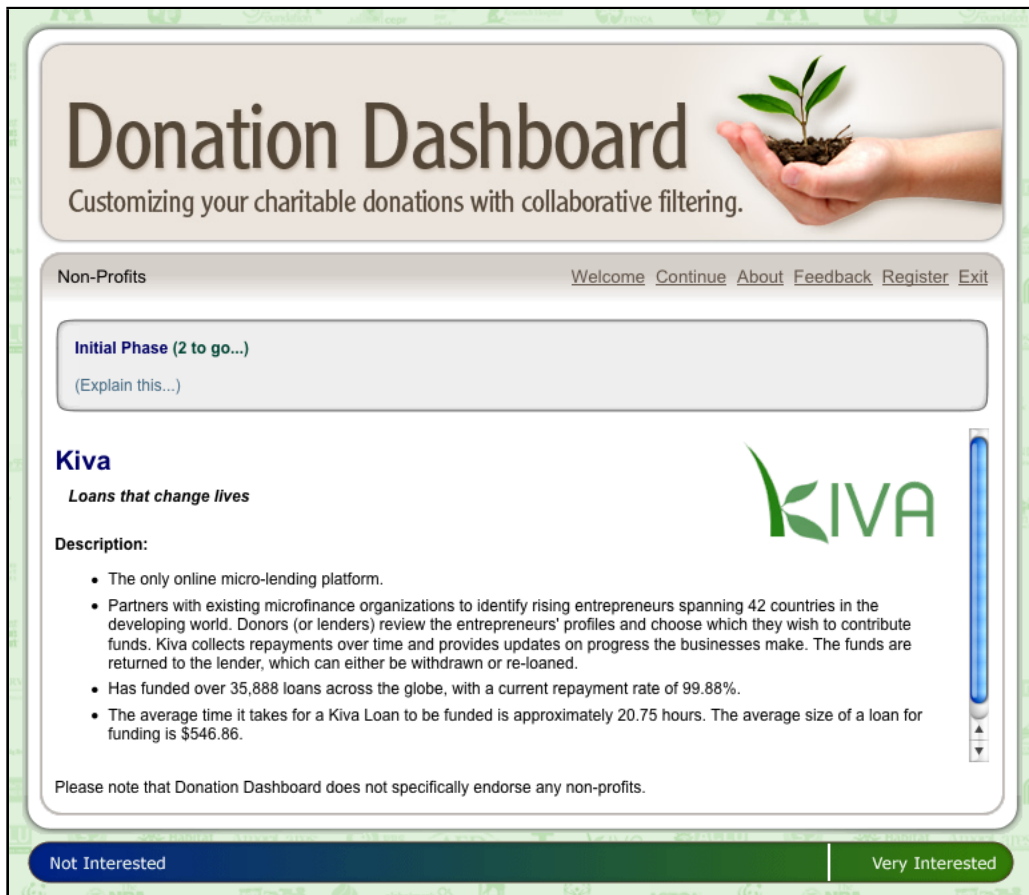 Donation Dashboard
Customizing your charitable donations with collaborative filtering.
Non-Profits Welcome Continue About Feedback Register Exit
Initial Phase (2 to go...)
(Explain this...)
Kiva
KIVA
Loans that change lives
Description:
• The only online micro-lending platform.
• Partners with existing microfinance organizations to identify rising entrepreneurs spanning 42 countries in the
developing world. Donors (or lenders) review the entrepreneurs' profiles and choose which they wish to contribute
funds. Kiva collects repayments over time and provides updates on progress the businesses make. The funds are
returned to the lender, which can either be withdrawn or re-loaned.
• Has funded over 35,888 loans across the globe, with a current repayment rate of 99.88%.
• The average time it takes for a Kiva Loan to be funded is approximately 20.75 hours. The average size of a loan for
funding is $546.86.
Please note that Donation Dashboard does not specifically endorse any non-profits.
Not Interested Very Interested